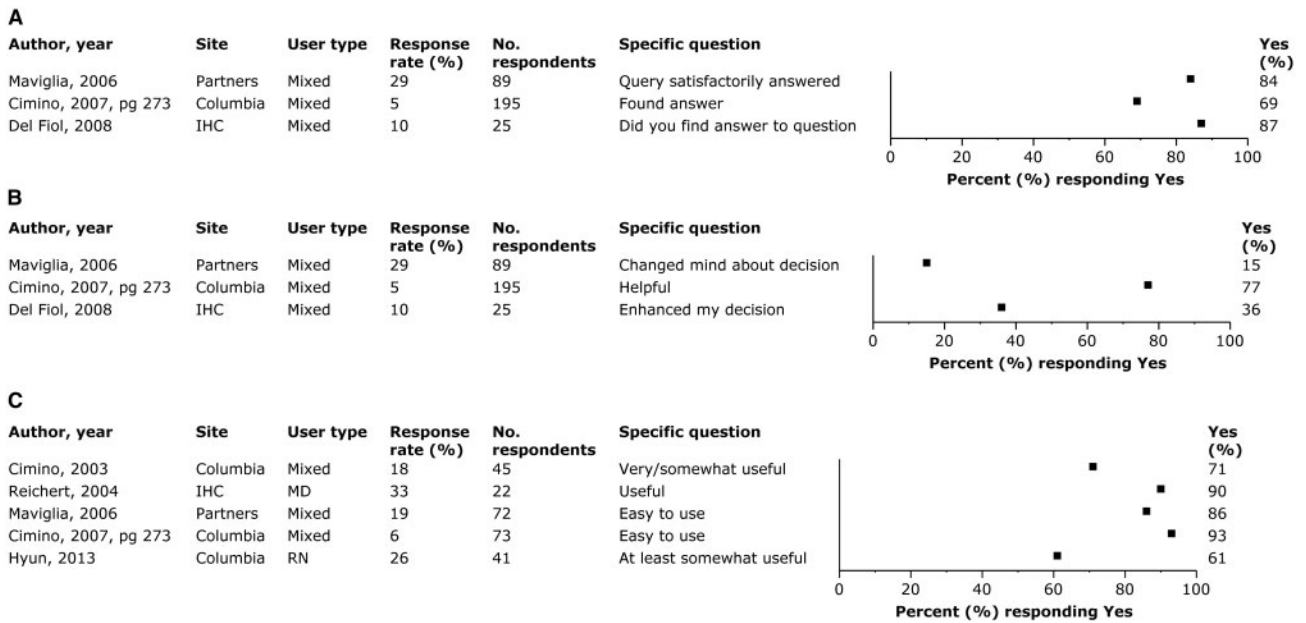 A
Author, year Site User type Response rate (%) No. respondents Specific question Yes (%)
Maviglia, 2006 Partners Mixed 29 89 Query satisfactorily answered 84
Cimino, 2007, pg 273 Columbia Mixed 5 195 Found answer 69
Del Fiol, 2008 IHC Mixed 10 25 Did you find answer to question 87
0 20 40 60 80 100
Percent (%) responding Yes
B
Author, year Site User type Response rate (%) No. respondents Specific question Yes (%)
Maviglia, 2006 Partners Mixed 29 89 Changed mind about decision 15
Cimino, 2007, pg 273 Columbia Mixed 5 195 Helpful 77
Del Fiol, 2008 IHC Mixed 10 25 Enhanced my decision 36
0 20 40 60 80 100
Percent (%) responding Yes
C
Author, year Site User type Response rate (%) No. respondents Specific question Yes (%)
Cimino, 2003 Columbia Mixed 18 45 Very/somewhat useful 71
Reichert, 2004 IHC MD 33 22 Useful 90
Maviglia, 2006 Partners Mixed 19 72 Easy to use 86
Cimino, 2007, pg 273 Columbia Mixed 6 73 Easy to use 93
Hyun, 2013 Columbia RN 26 41 At least somewhat useful 61
0 20 40 60 80 100
Percent (%) responding Yes